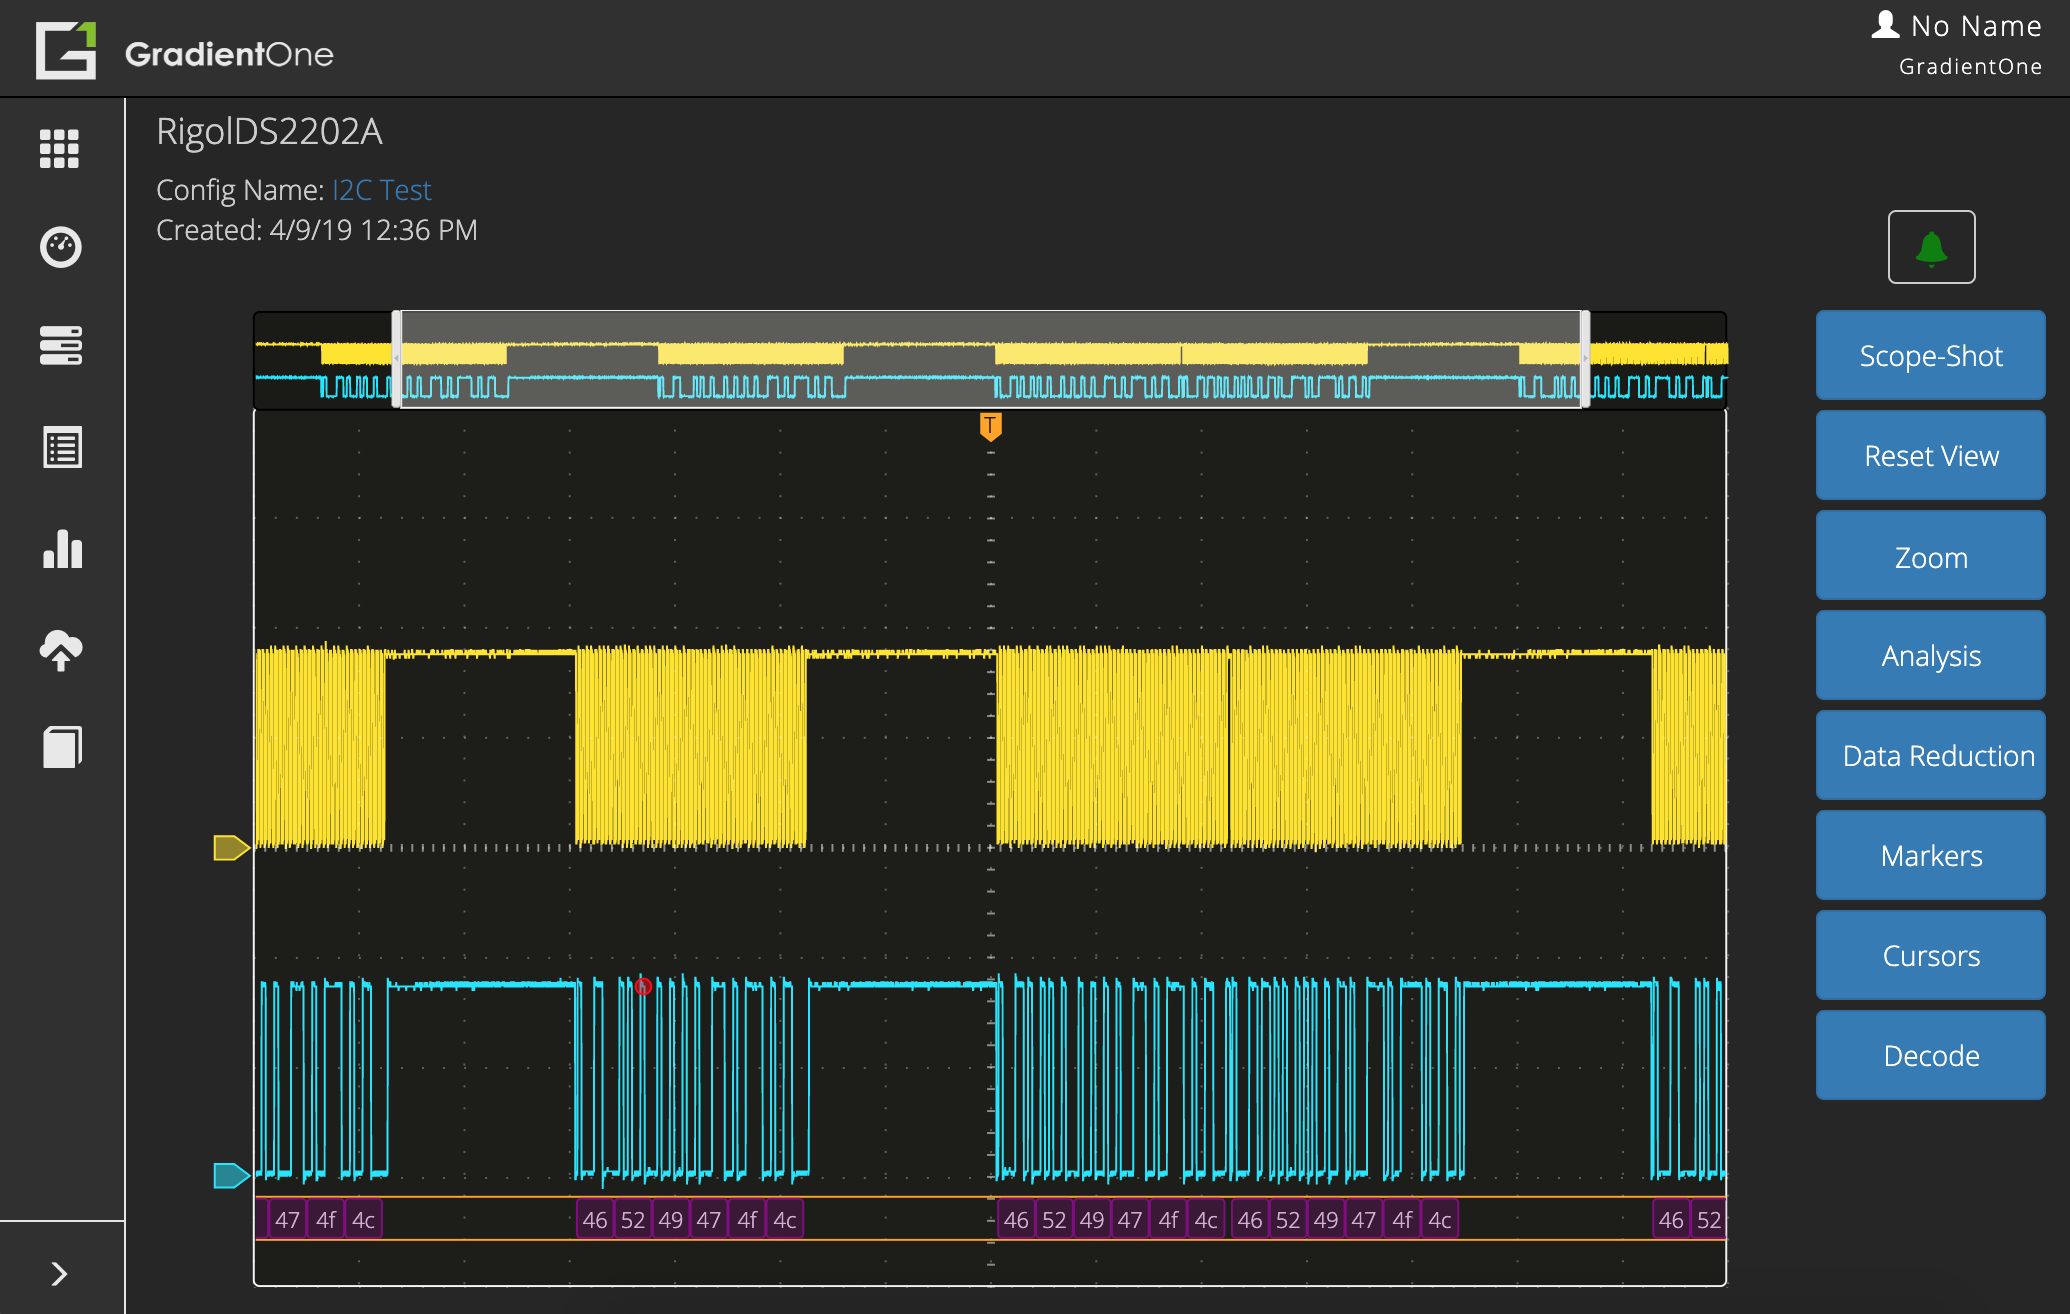 GradientOne
No Name
GradientOne
RigolDS2202A
Config Name: I2C Test
Created: 4/9/19 12:36 PM
T
Scope-Shot
Reset View
Zoom
Analysis
Data Reduction
Markers
Cursors
Decode
47 4f 4c 46 52 49 47 4f 4c 46 52 49 47 4f 4c 46 52 49 47 4f 4c 46 52